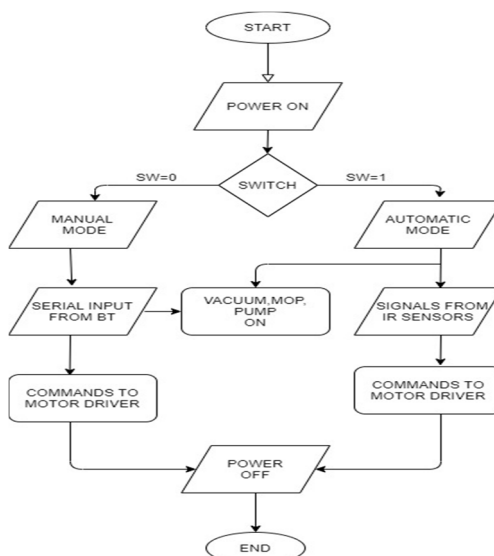 START
POWER ON
SWITCH
SW=0
SW=1
MANUAL
MODE
AUTOMATIC
MODE
SERIAL INPUT
FROM BT
VACUUM,MOP,
PUMP
ON
SIGNALS FROM
IR SENSORS
COMMANDS TO
MOTOR DRIVER
COMMANDS TO
MOTOR DRIVER
POWER
OFF
END